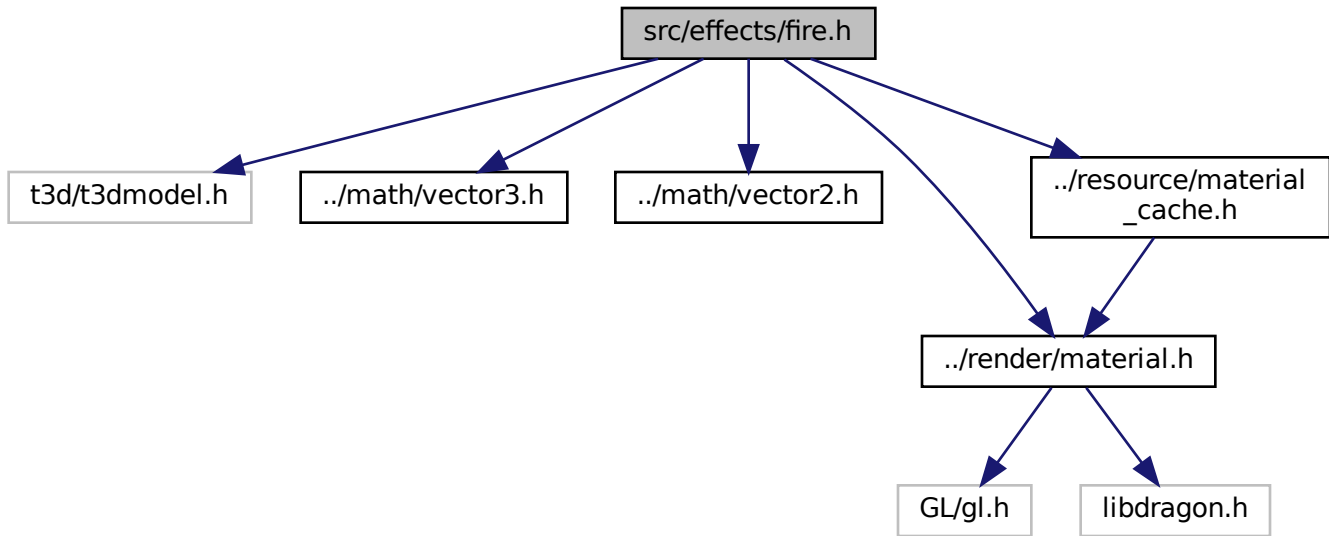 src/effects/fire.h
t3d/t3dmodel.h
../math/vector3.h
../math/vector2.h
../resource/material
_cache.h
../render/material.h
GL/gl.h
libdragon.h